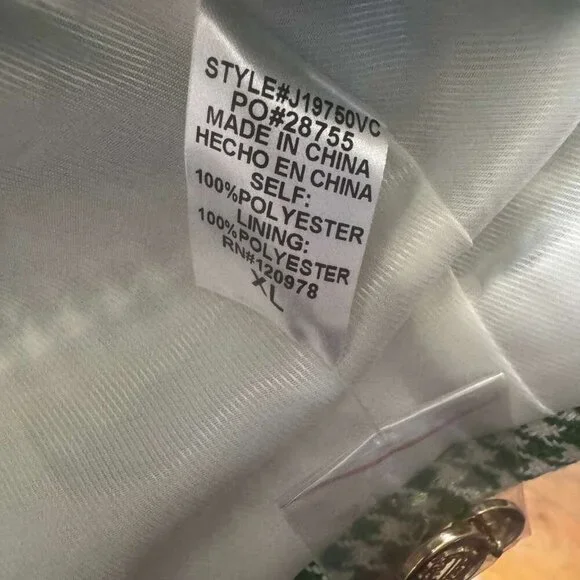 STYLE#J19750VC
PO#28755
MADE IN CHINA
HECHO EN CHINA
SELF:
100%POLYESTER
LINING:
100%POLYESTER
RN#120978
XL